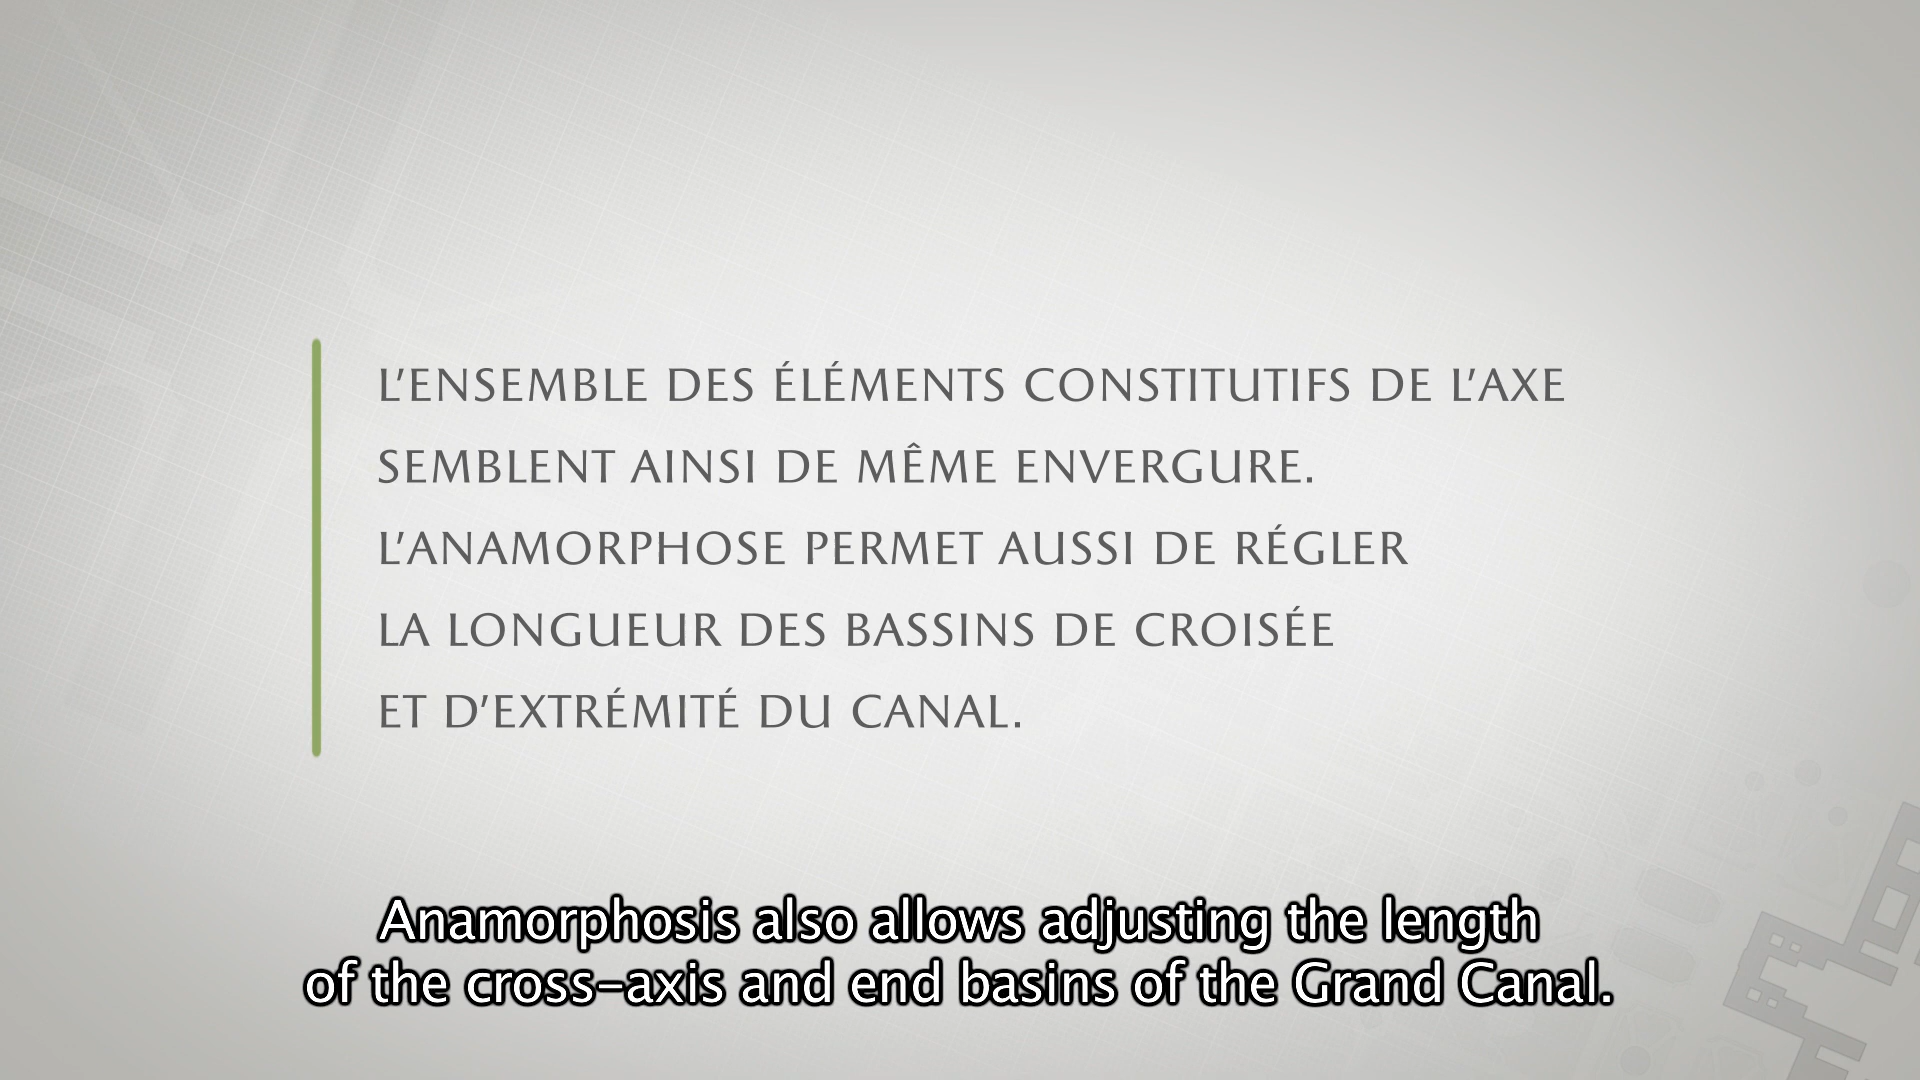 L'ENSEMBLE DES ÉLÉMENTS CONSTITUTIFS DE L'AXE
SEMBLENT AINSI DE MÊME ENVERGURE.
L'ANAMORPHOSE PERMET AUSSI DE RÉGLER
LA LONGUEUR DES BASSINS DE CROISÉE
ET D'EXTRÉMITÉ DU CANAL.
Anamorphosis also allows adjusting the length
of the cross-axis and end basins of the Grand Canal.